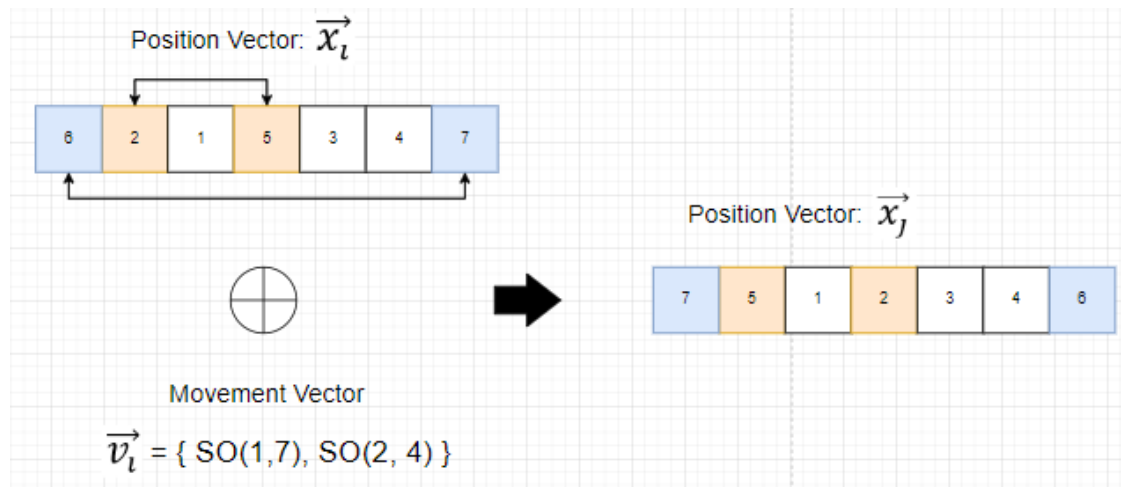 Position Vector: x⃗ᵢ
6 2 1 5 3 4 7
Position Vector: x⃗ⱼ
7 5 1 2 3 4 6
Movement Vector
v⃗ᵢ = { SO(1,7), SO(2, 4) }